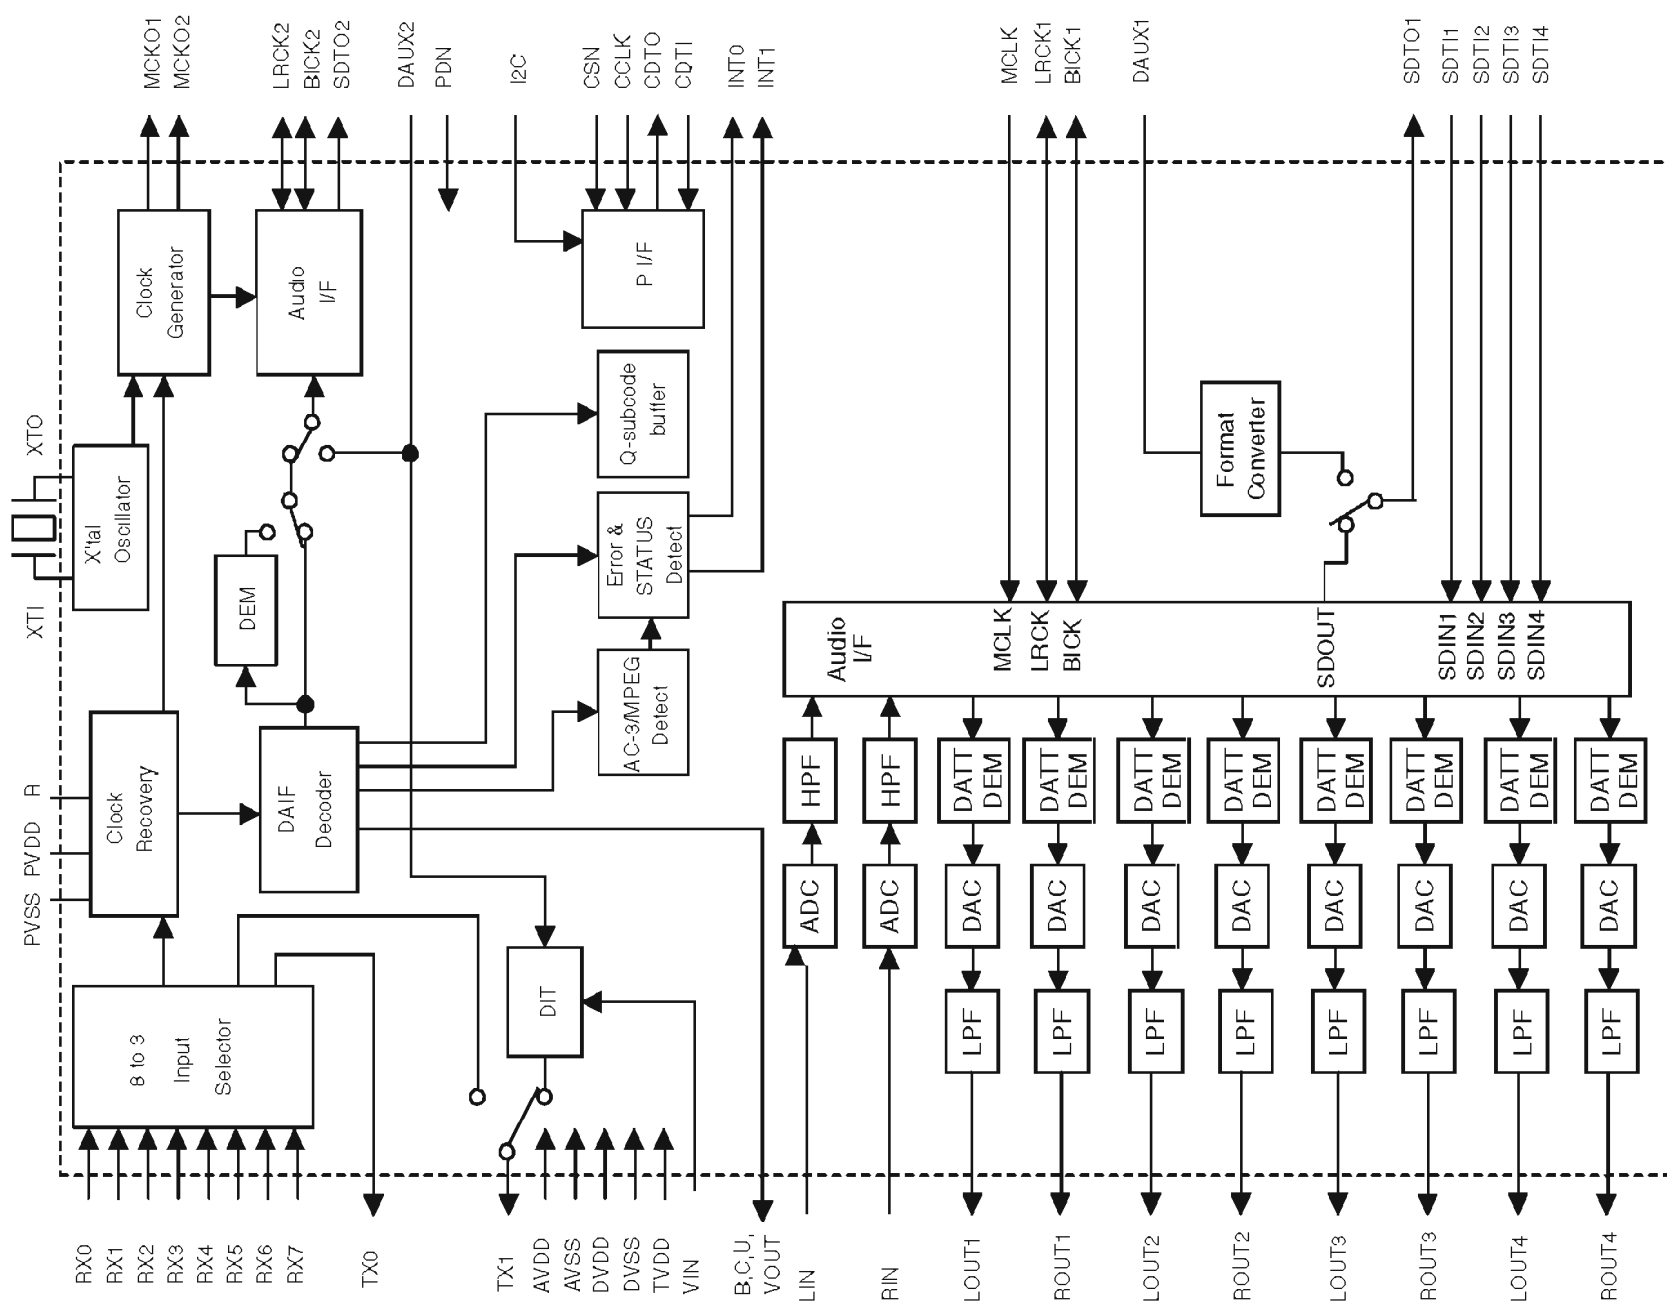 MCKO1
MCKO2
LRCK2
BICK2
SDTO2
DAUX2
PDN
I2C
CSN
CCLK
CDTO
CDTI
INT0
INT1
MCLK
LRCK1
BICK1
DAUX1
SDTO1
SDTI1
SDTI2
SDTI3
SDTI4
XTI
XTO
X'tal
Oscillator
Clock
Generator
Audio
I/F
P I/F
Q-subcode
buffer
Error &
STATUS
Detect
AC-3/MPEG
Detect
DEM
Format
Converter
PVSS
PVDD
R
Clock
Recovery
DAIF
Decoder
8 to 3
Input
Selector
DIT
Audio
I/F
MCLK
LRCK
BICK
SDOUT
SDIN1
SDIN2
SDIN3
SDIN4
HPF
HPF
DATT
DEM
DATT
DEM
DATT
DEM
DATT
DEM
DATT
DEM
DATT
DEM
DATT
DEM
DATT
DEM
ADC
ADC
DAC
DAC
DAC
DAC
DAC
DAC
DAC
DAC
LPF
LPF
LPF
LPF
LPF
LPF
LPF
LPF
RX0
RX1
RX2
RX3
RX4
RX5
RX6
RX7
TX0
TX1
AVDD
AVSS
DVDD
DVSS
TVDD
VIN
B,C,U,
VOUT
LIN
RIN
LOUT1
ROUT1
LOUT2
ROUT2
LOUT3
ROUT3
LOUT4
ROUT4